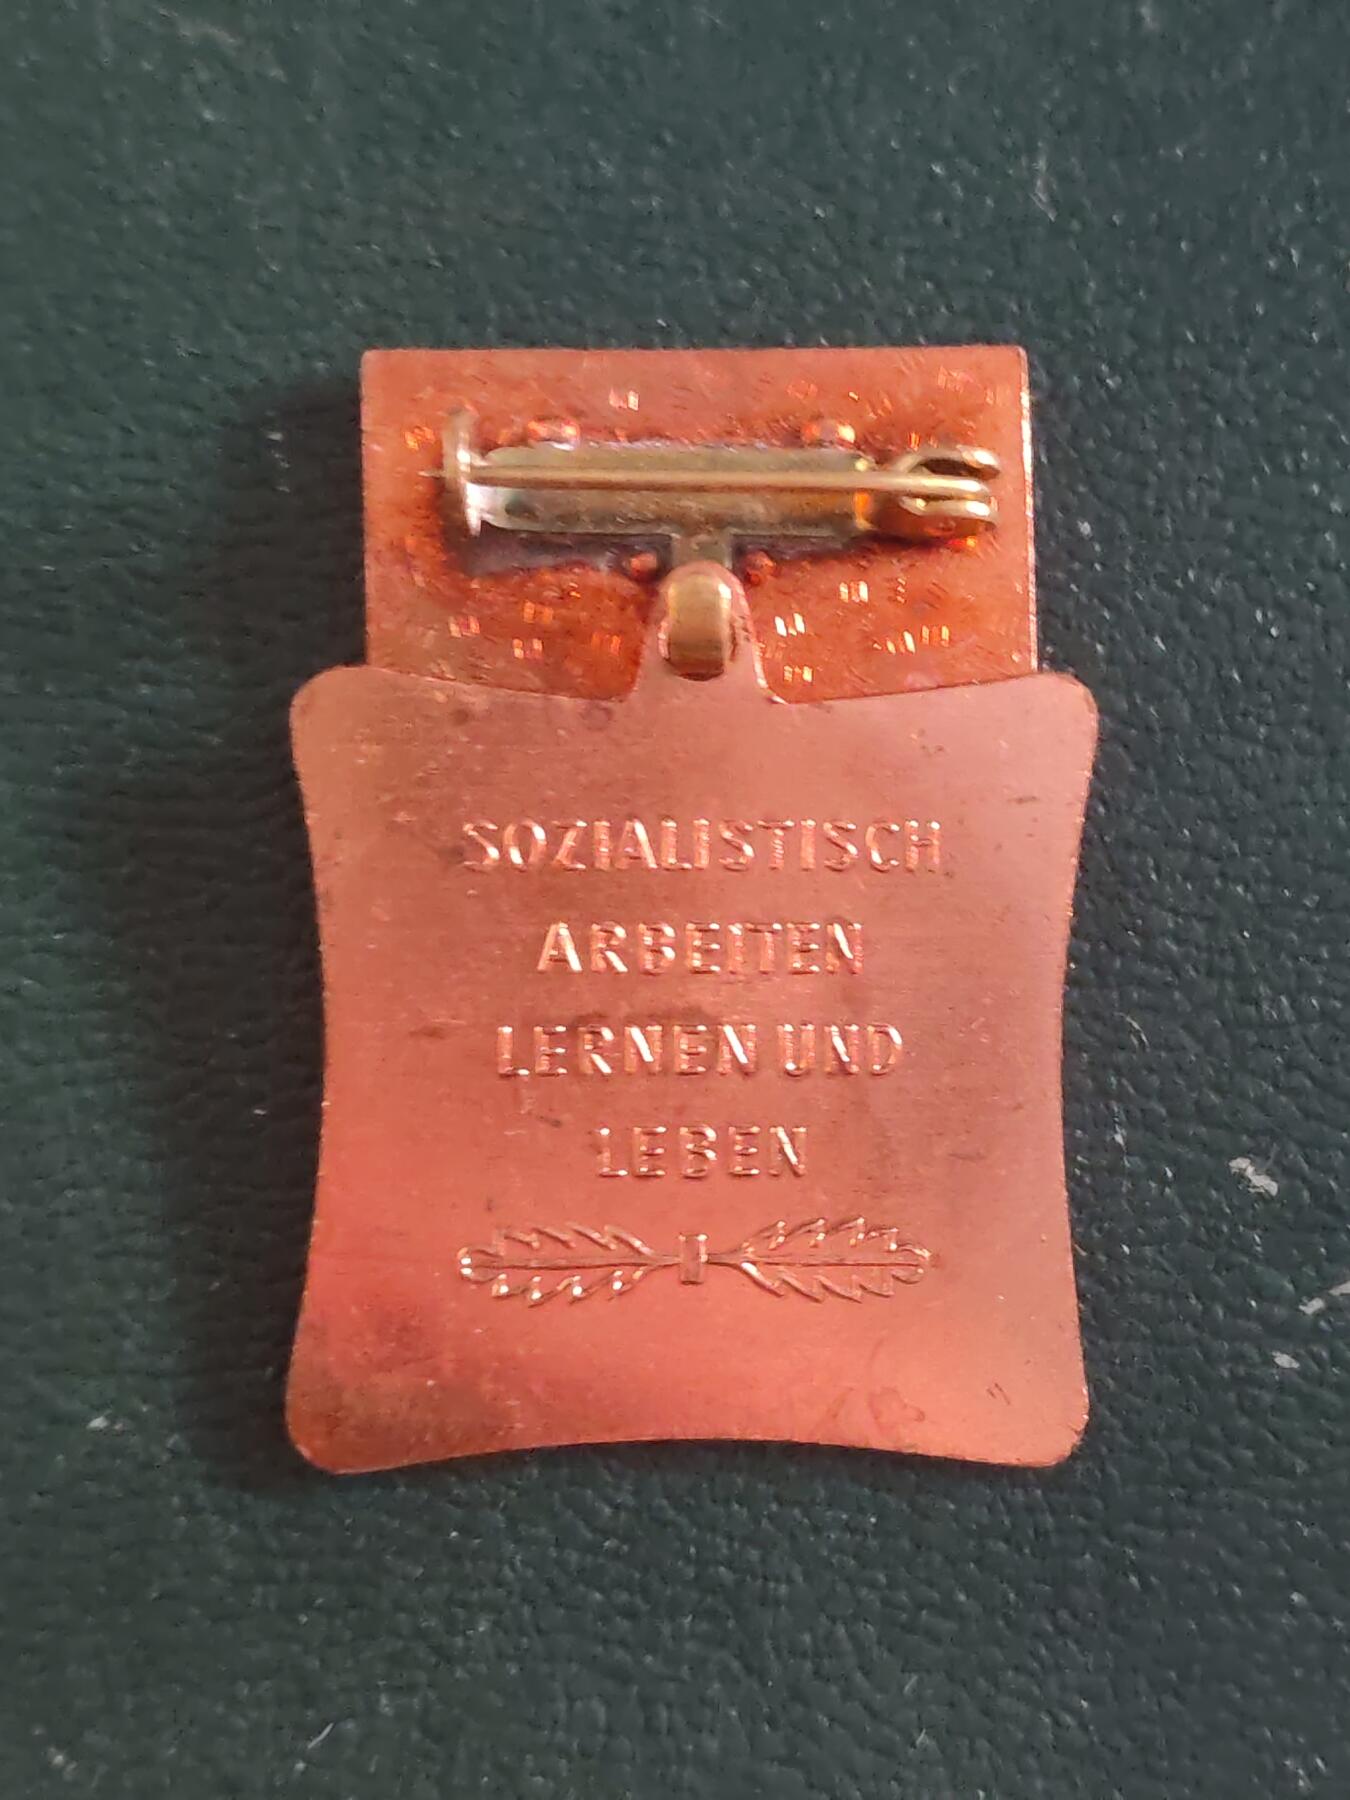 SOZIALISTISCH
ARBEITEN
LERNEN UND
LEBEN